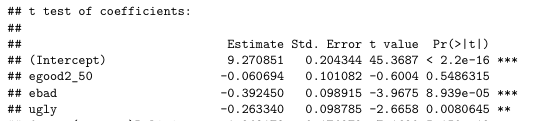 ## t test of coefficients:
##
## Estimate Std. Error t value Pr(>|t|)
## (Intercept) 9.270851 0.204344 45.3687 < 2.2e-16 ***
## egood2_50 -0.060694 0.101082 -0.6004 0.5486315
## ebad -0.392450 0.098915 -3.9675 8.939e-05 ***
## ugly -0.263340 0.098785 -2.6658 0.0080645 **